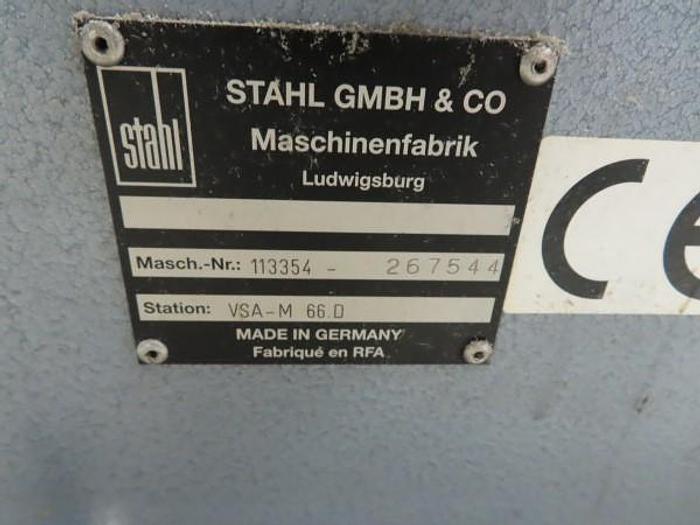 stahl
STAHL GMBH & CO
Maschinenfabrik
Ludwigsburg
Masch.-Nr.: 113354 - 267544
Station: VSA-M 66.D
MADE IN GERMANY
Fabriqué en RFA
CE